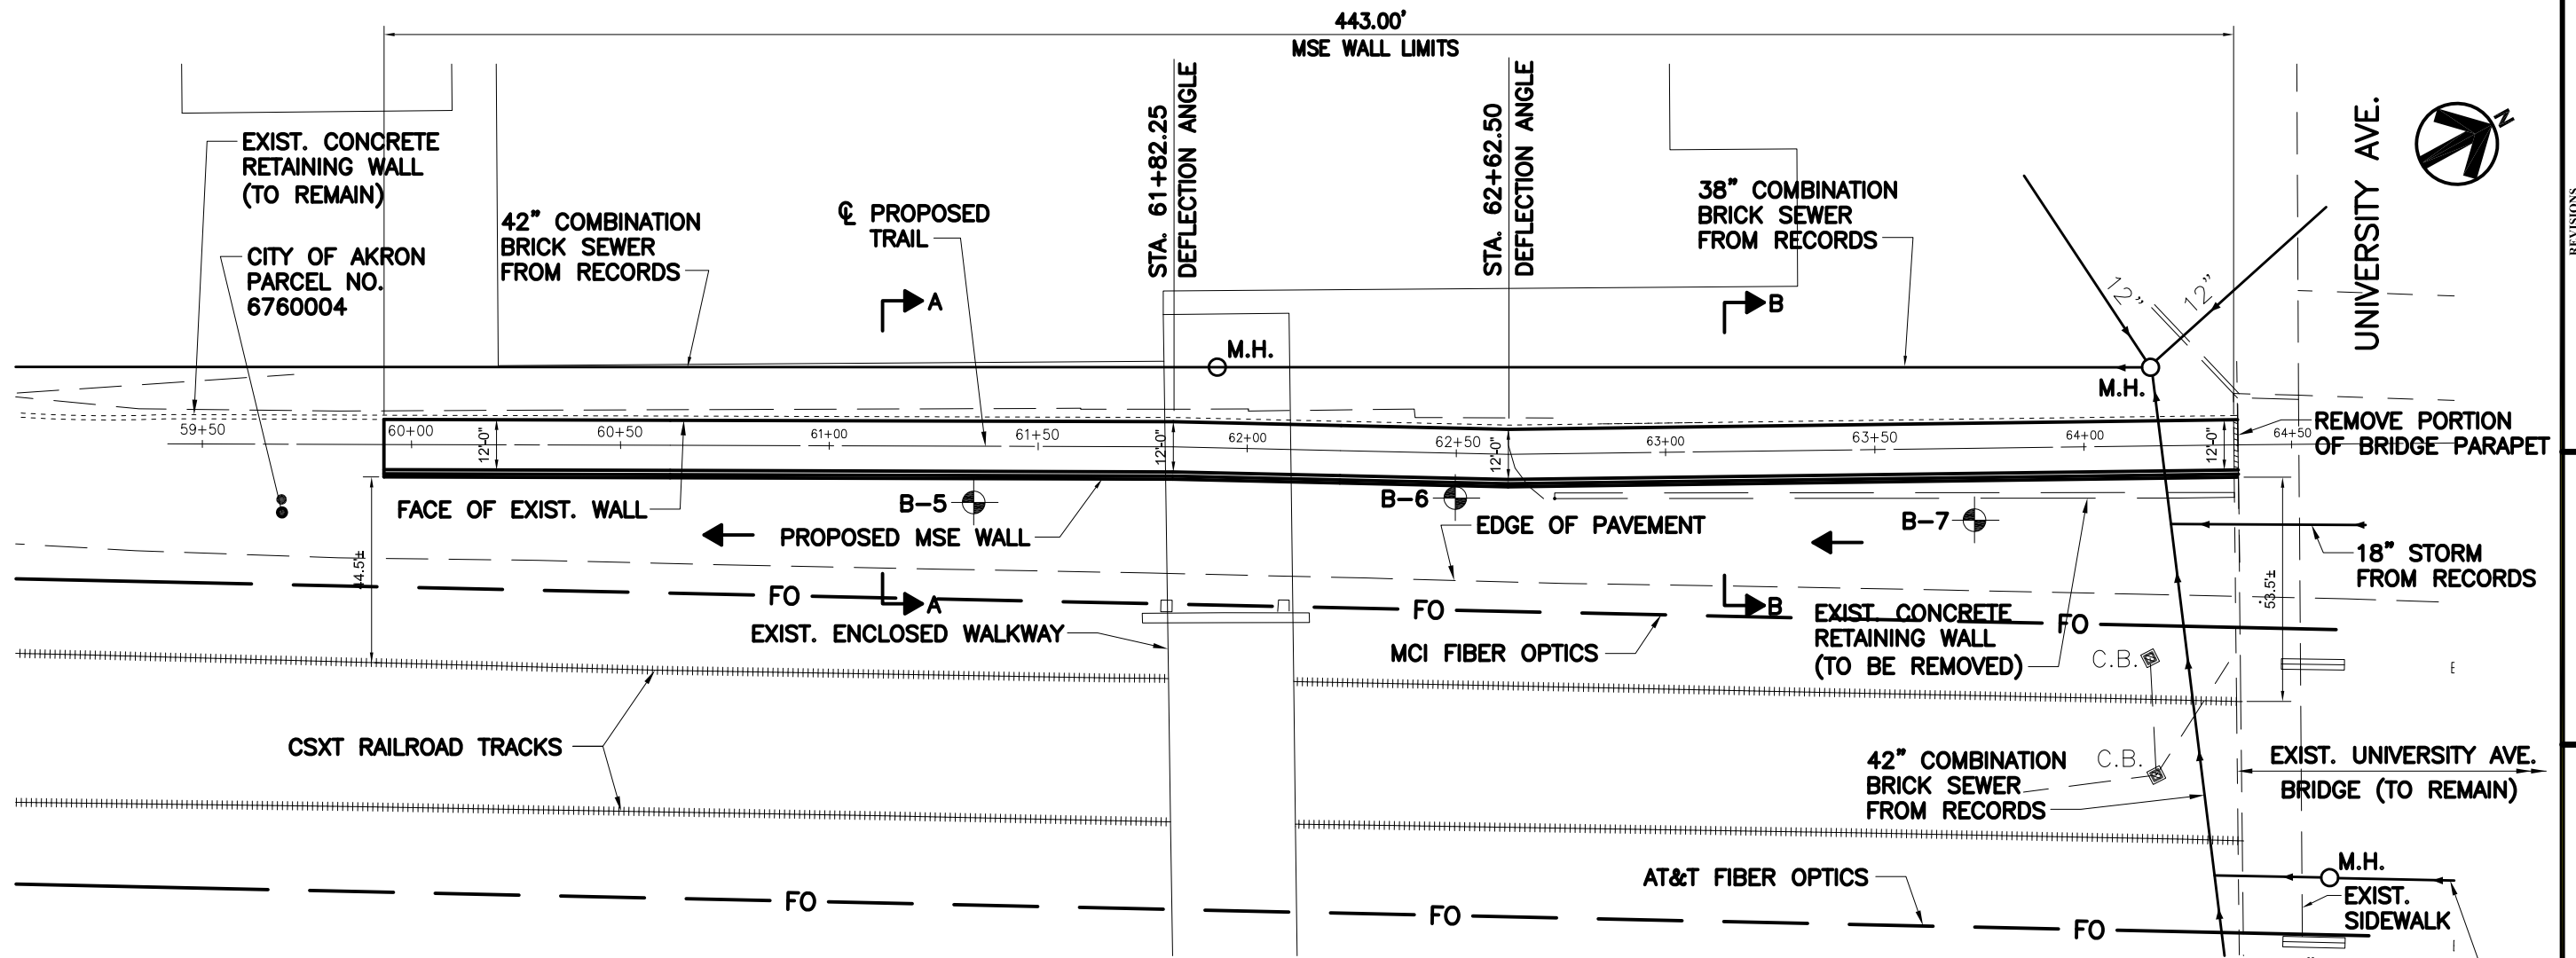 443.00'
MSE WALL LIMITS
STA. 61+82.25
DEFLECTION ANGLE
STA. 62+62.50
DEFLECTION ANGLE
UNIVERSITY AVE.
N
REVISIONS
EXIST. CONCRETE
RETAINING WALL
(TO REMAIN)
CITY OF AKRON
PARCEL NO.
6760004
42" COMBINATION
BRICK SEWER
FROM RECORDS
℄ PROPOSED
TRAIL
38" COMBINATION
BRICK SEWER
FROM RECORDS
A
B
12"
12"
M.H.
M.H.
59+50
60+00
60+50
61+00
61+50
62+00
62+50
63+00
63+50
64+00
64+50
12'-0"
12'-0"
12'-0"
12'-0"
REMOVE PORTION
OF BRIDGE PARAPET
FACE OF EXIST. WALL
B-5
B-6
B-7
PROPOSED MSE WALL
EDGE OF PAVEMENT
18" STORM
FROM RECORDS
44.5'±
53.5'±
FO
A
FO
B
FO
EXIST. ENCLOSED WALKWAY
MCI FIBER OPTICS
EXIST. CONCRETE
RETAINING WALL
(TO BE REMOVED)
C.B.
C.B.
CSXT RAILROAD TRACKS
42" COMBINATION
BRICK SEWER
FROM RECORDS
EXIST. UNIVERSITY AVE.
BRIDGE (TO REMAIN)
AT&T FIBER OPTICS
M.H.
EXIST.
SIDEWALK
FO
FO
FO